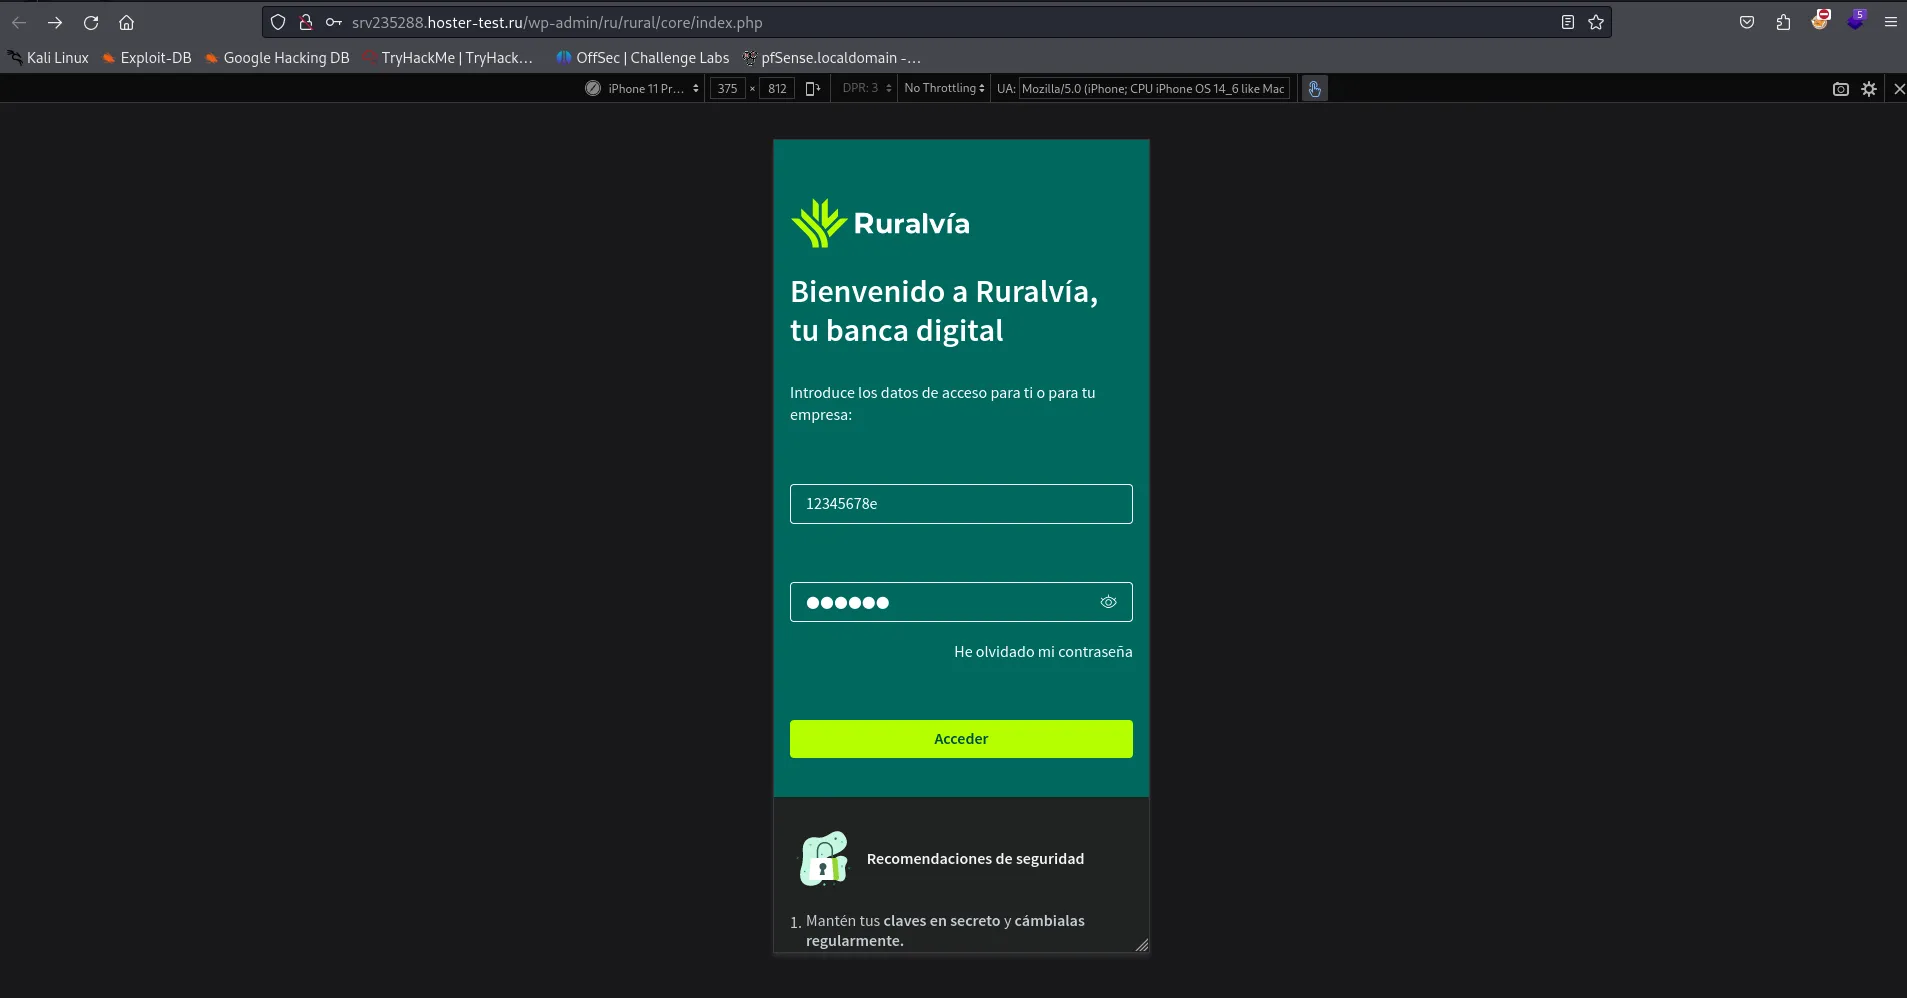 srv235288.hoster-test.ru/wp-admin/ru/rural/core/index.php
5
Kali Linux
Exploit-DB
Google Hacking DB
TryHackMe | TryHack…
OffSec | Challenge Labs
pfSense.localdomain -…
iPhone 11 Pr…
375 × 812
DPR: 3
No Throttling
UA: Mozilla/5.0 (iPhone; CPU iPhone OS 14_6 like Mac
Ruralvía
Bienvenido a Ruralvía,
tu banca digital
Introduce los datos de acceso para ti o para tu
empresa:
12345678e
He olvidado mi contraseña
Acceder
Recomendaciones de seguridad
1. Mantén tus claves en secreto y cámbialas
regularmente.